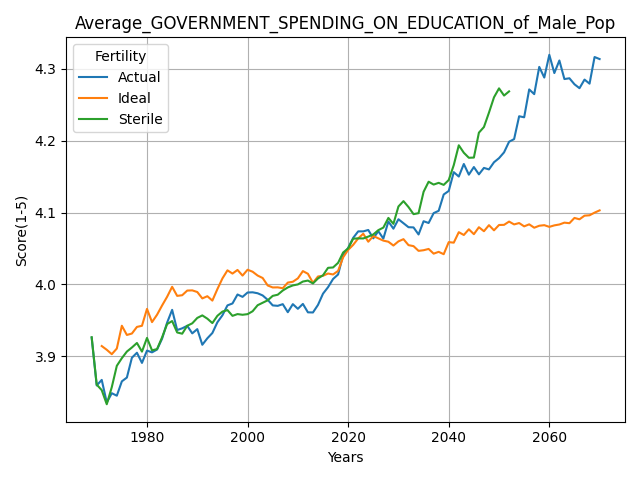 Average_GOVERNMENT_SPENDING_ON_EDUCATION_of_Male_Pop
Fertility
Actual
Ideal
Sterile
Score(1-5)
4.3
4.2
4.1
4.0
3.9
1980 2000 2020 2040 2060
Years